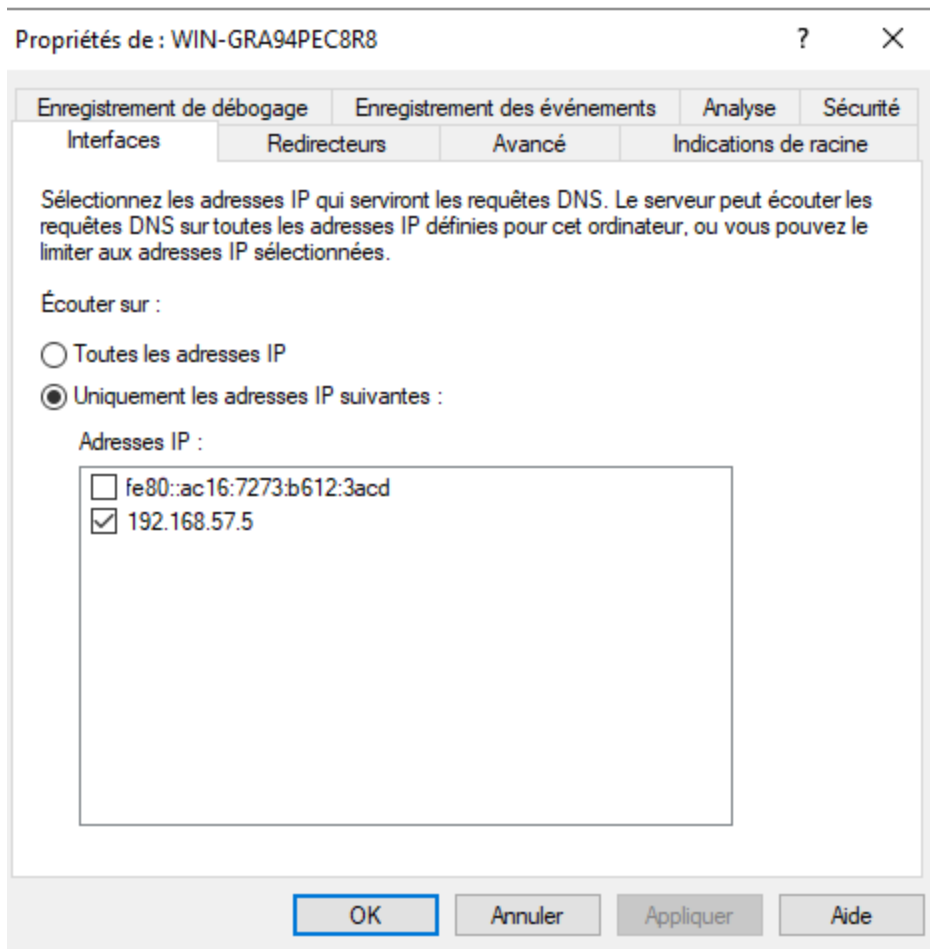 Propriétés de : WIN-GRA94PEC8R8 ?
Enregistrement de débogage Enregistrement des événements Analyse Sécurité
Interfaces Redirecteurs Avancé Indications de racine
Sélectionnez les adresses IP qui serviront les requêtes DNS. Le serveur peut écouter les
requêtes DNS sur toutes les adresses IP définies pour cet ordinateur, ou vous pouvez le
limiter aux adresses IP sélectionnées.
Écouter sur :
Toutes les adresses IP
Uniquement les adresses IP suivantes :
Adresses IP :
fe80::ac16:7273:b612:3acd
192.168.57.5
OK Annuler Appliquer Aide